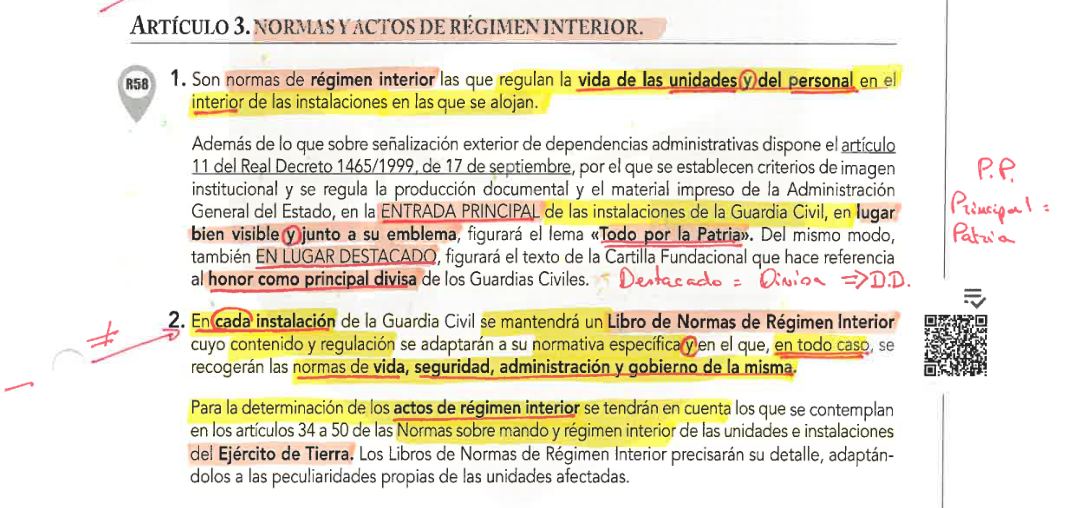 ARTÍCULO 3. NORMAS Y ACTOS DE RÉGIMEN INTERIOR.
R58
1. Son normas de régimen interior las que regulan la vida de las unidades y del personal en el
interior de las instalaciones en las que se alojan.
Además de lo que sobre señalización exterior de dependencias administrativas dispone el artículo
11 del Real Decreto 1465/1999, de 17 de septiembre, por el que se establecen criterios de imagen
institucional y se regula la producción documental y el material impreso de la Administración
General del Estado, en la ENTRADA PRINCIPAL de las instalaciones de la Guardia Civil, en lugar
bien visible y junto a su emblema, figurará el lema «Todo por la Patria». Del mismo modo,
también EN LUGAR DESTACADO, figurará el texto de la Cartilla Fundacional que hace referencia
al honor como principal divisa de los Guardias Civiles. Destacado = Divisa => D.D.
P.P.
Principal =
Patria
2. En cada instalación de la Guardia Civil se mantendrá un Libro de Normas de Régimen Interior
cuyo contenido y regulación se adaptarán a su normativa específica y en el que, en todo caso, se
recogerán las normas de vida, seguridad, administración y gobierno de la misma.
Para la determinación de los actos de régimen interior se tendrán en cuenta los que se contemplan
en los artículos 34 a 50 de las Normas sobre mando y régimen interior de las unidades e instalaciones
del Ejército de Tierra. Los Libros de Normas de Régimen Interior precisarán su detalle, adaptán-
dolos a las peculiaridades propias de las unidades afectadas.